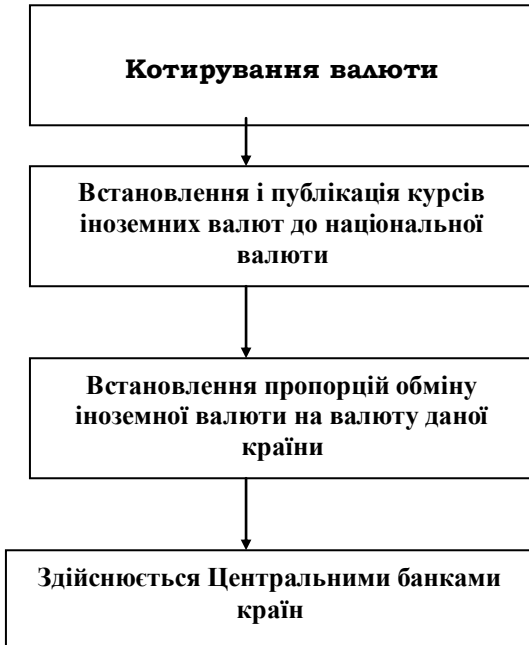 Котирування валюти
Встановлення і публікація курсів
іноземних валют до національної
валюти
Встановлення пропорцій обміну
іноземної валюти на валюту даної
країни
Здійснюється Центральними банками
країн